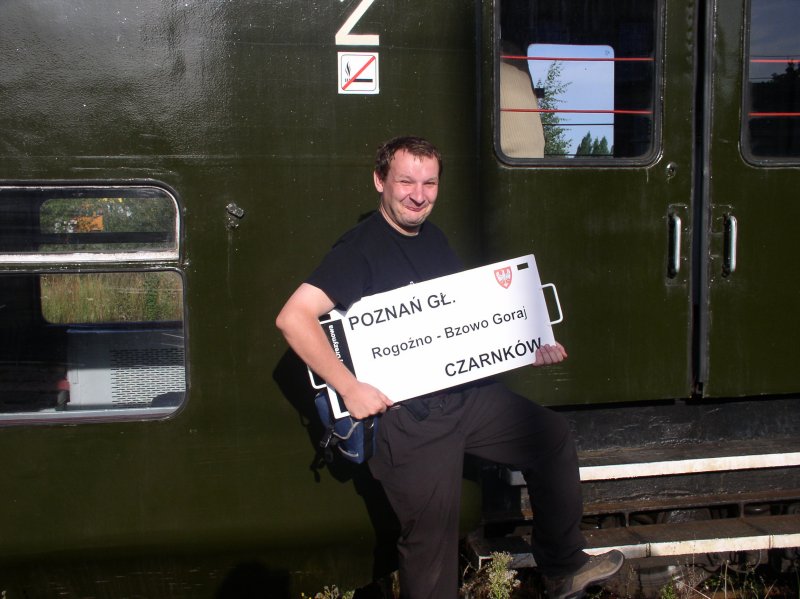 2
POZNAŃ GŁ.
Rogoźno - Bzowo Goraj
CZARNKÓW